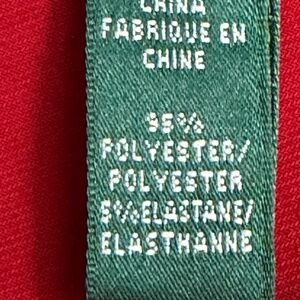 CHINA
FABRIQUE EN
CHINE
95%
POLYESTER/
POLYESTER
5%ELASTANE/
ELASTHANNE